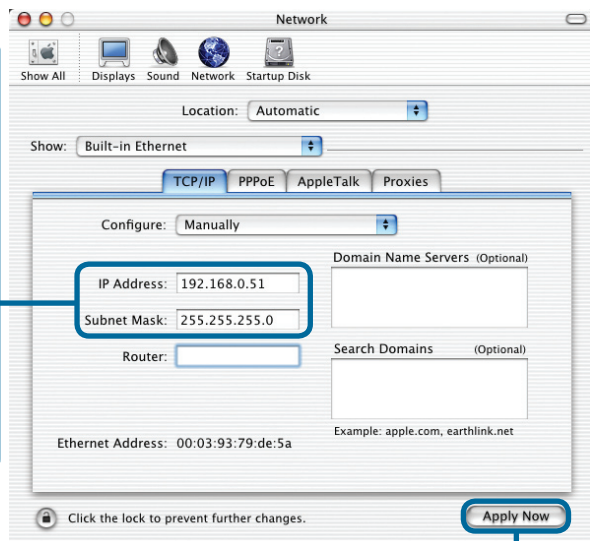 Network
Show All Displays Sound Network Startup Disk
Location: Automatic
Show: Built-in Ethernet
TCP/IP PPPoE AppleTalk Proxies
Configure: Manually
Domain Name Servers (Optional)
IP Address: 192.168.0.51
Subnet Mask: 255.255.255.0
Router:
Search Domains (Optional)
Example: apple.com, earthlink.net
Ethernet Address: 00:03:93:79:de:5a
Click the lock to prevent further changes.
Apply Now